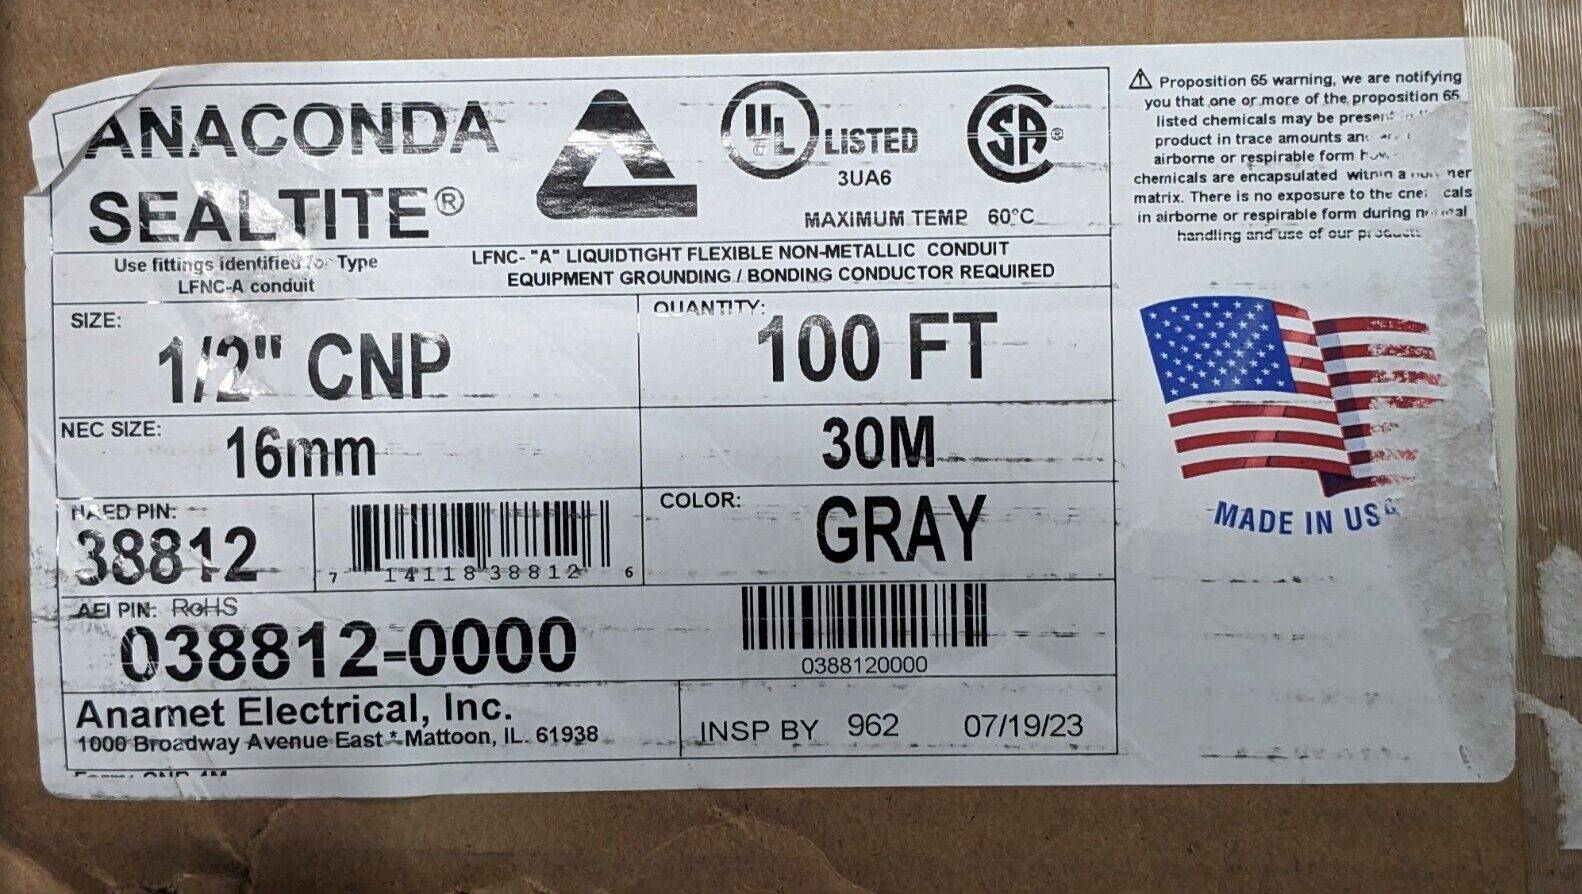 ANACONDA
SEALTITE®
UL LISTED
3UA6
SA®
MAXIMUM TEMP 60°C
Use fittings identified for Type
LFNC-A conduit
LFNC- "A" LIQUIDTIGHT FLEXIBLE NON-METALLIC CONDUIT
EQUIPMENT GROUNDING / BONDING CONDUCTOR REQUIRED
SIZE:
1/2" CNP
QUANTITY:
100 FT
NEC SIZE:
16mm
30M
HAED PIN:
38812
7 14118 38812 6
COLOR:
GRAY
AEI PIN: RoHS
038812-0000
0388120000
Anamet Electrical, Inc.
1000 Broadway Avenue East * Mattoon, IL. 61938
INSP BY 962 07/19/23
Proposition 65 warning, we are notifying
you that one or more of the proposition 65
listed chemicals may be present
product in trace amounts
airborne or respirable form
chemicals are encapsulated within a
matrix. There is no exposure to the
in airborne or respirable form during normal
handling and use of our products
MADE IN USA